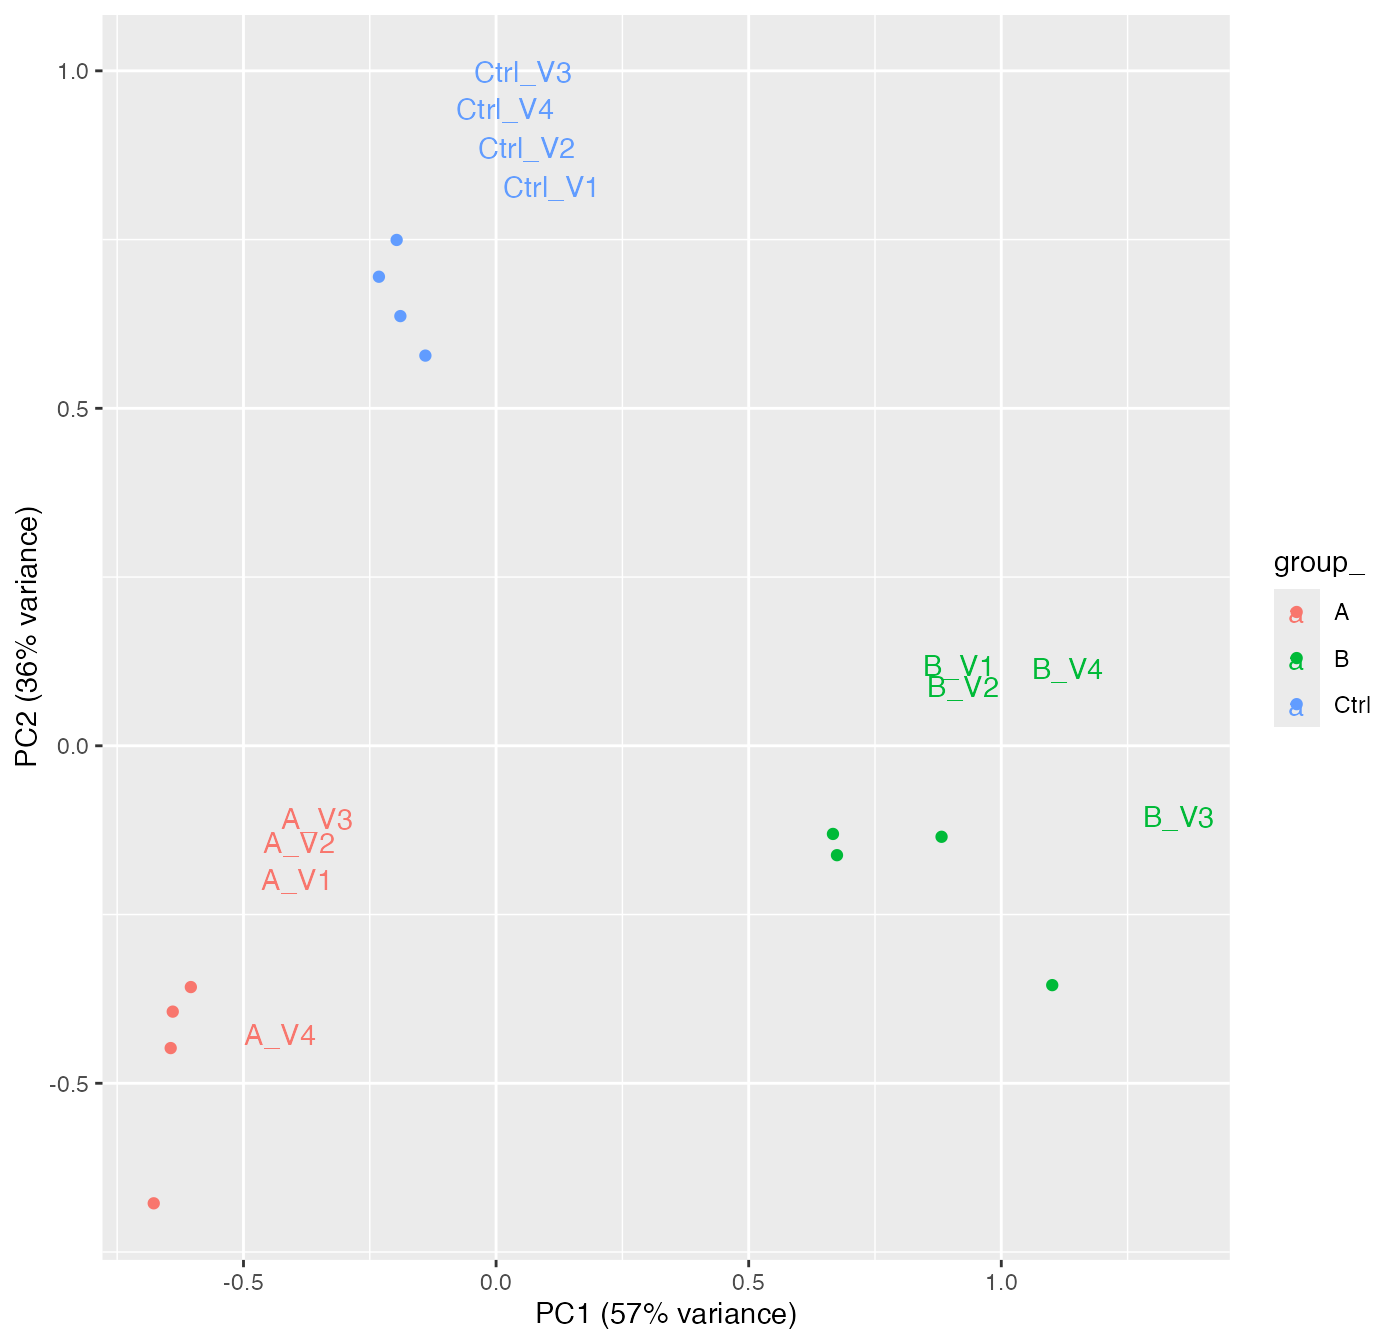 1.0
0.5
0.0
-0.5
PC2 (36% variance)
Ctrl_V3
Ctrl_V4
Ctrl_V2
Ctrl_V1
B_V1
B_V4
B_V2
B_V3
A_V3
A_V2
A_V1
A_V4
-0.5
0.0
0.5
1.0
PC1 (57% variance)
group_
a A
a B
a Ctrl